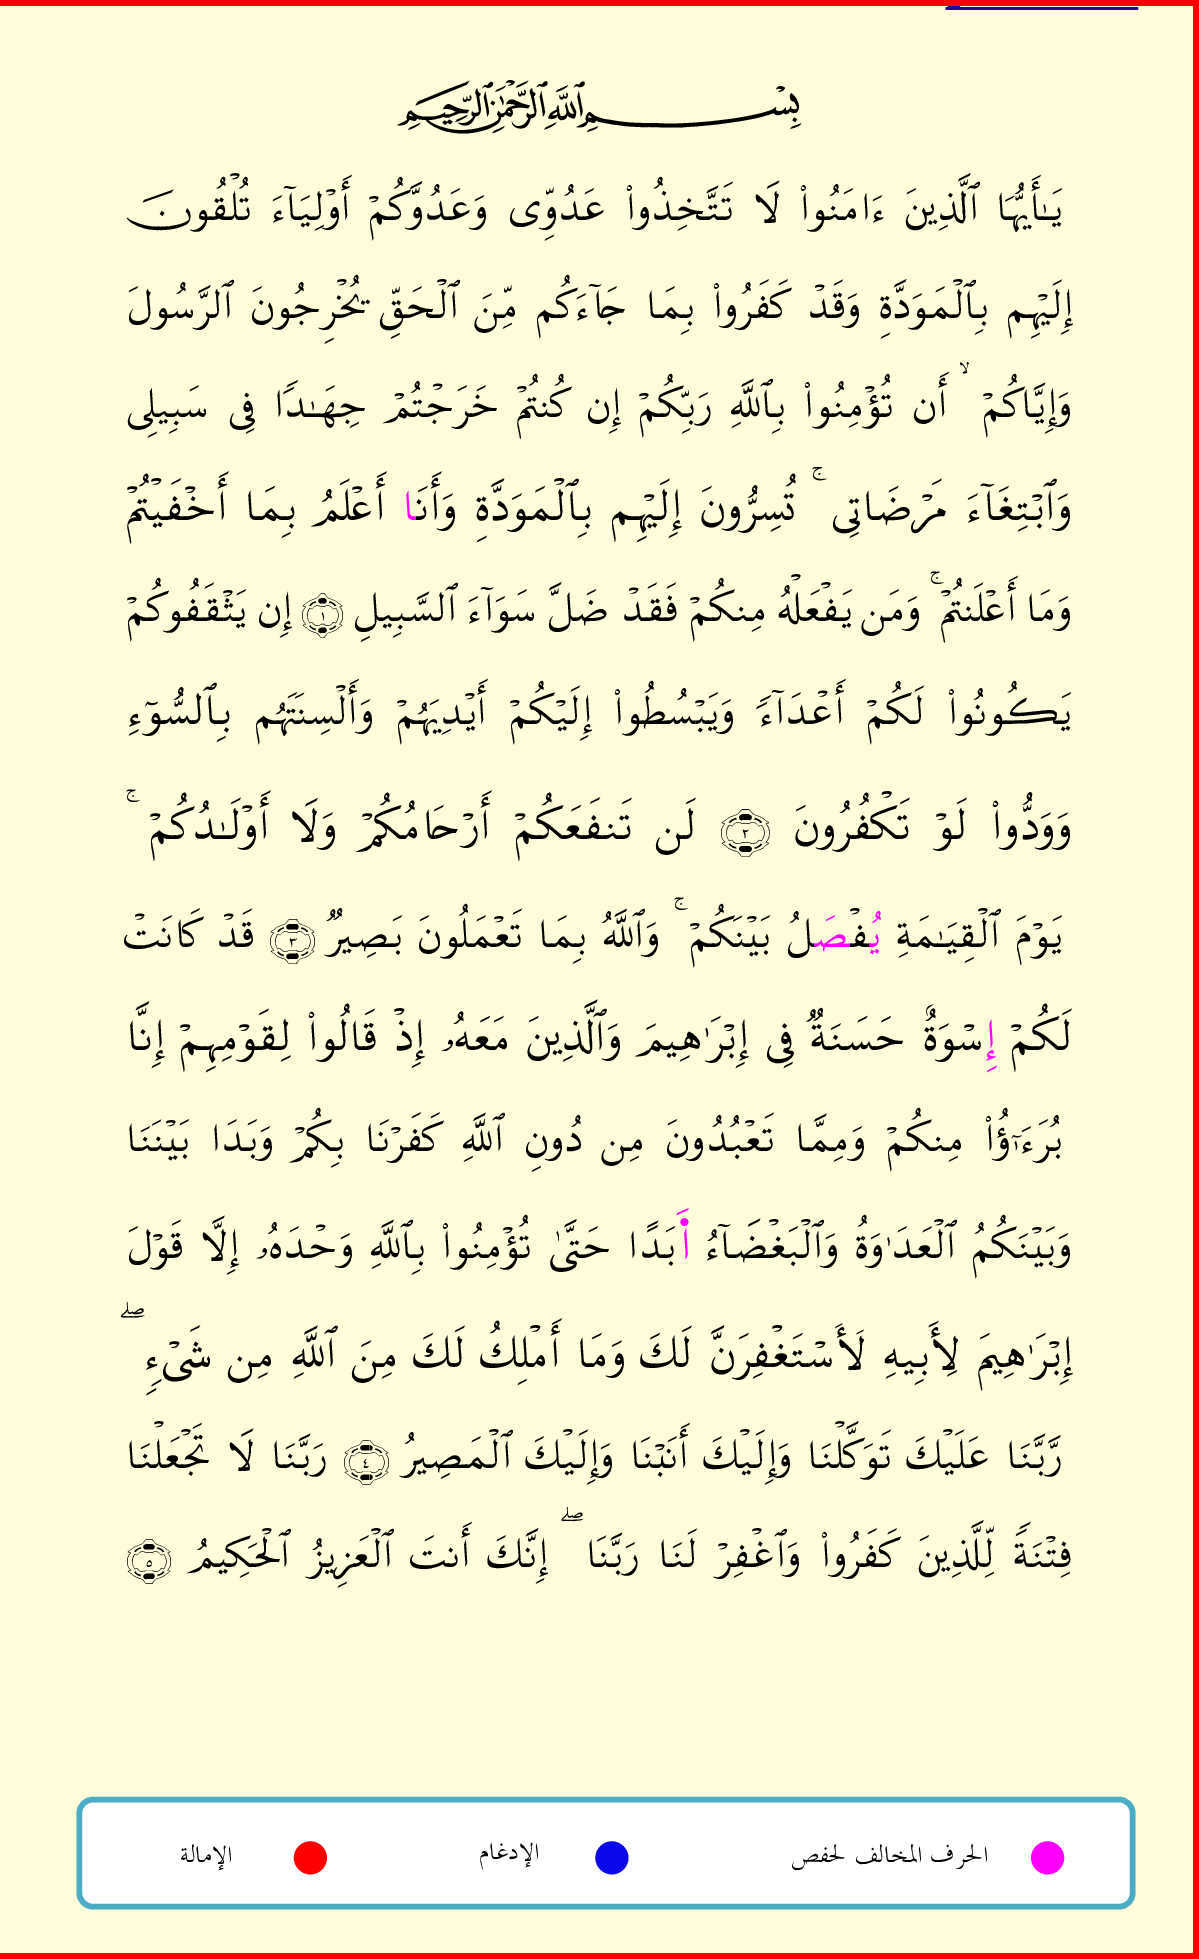 بِسْمِ ٱللَّهِ ٱلرَّحْمَٰنِ ٱلرَّحِيمِ
يَـٰٓأَيُّهَا ٱلَّذِينَ ءَامَنُوا۟ لَا تَتَّخِذُوا۟ عَدُوِّى وَعَدُوَّكُمْ أَوْلِيَآءَ تُلْقُونَ
إِلَيْهِم بِٱلْمَوَدَّةِ وَقَدْ كَفَرُوا۟ بِمَا جَآءَكُم مِّنَ ٱلْحَقِّ يُخْرِجُونَ ٱلرَّسُولَ
وَإِيَّاكُمْ ۙ أَن تُؤْمِنُوا۟ بِٱللَّهِ رَبِّكُمْ إِن كُنتُمْ خَرَجْتُمْ جِهَـٰدًا فِى سَبِيلِى
وَٱبْتِغَآءَ مَرْضَاتِى ۚ تُسِرُّونَ إِلَيْهِم بِٱلْمَوَدَّةِ وَأَنَا أَعْلَمُ بِمَا أَخْفَيْتُمْ
وَمَا أَعْلَنتُمْ ۚ وَمَن يَفْعَلْهُ مِنكُمْ فَقَدْ ضَلَّ سَوَآءَ ٱلسَّبِيلِ ١ إِن يَثْقَفُوكُمْ
يَكُونُوا۟ لَكُمْ أَعْدَآءً وَيَبْسُطُوا۟ إِلَيْكُمْ أَيْدِيَهُمْ وَأَلْسِنَتَهُم بِٱلسُّوٓءِ
وَوَدُّوا۟ لَوْ تَكْفُرُونَ ٢ لَن تَنفَعَكُمْ أَرْحَامُكُمْ وَلَا أَوْلَـٰدُكُمْ ۚ
يَوْمَ ٱلْقِيَـٰمَةِ يُفْصَلُ بَيْنَكُمْ ۚ وَٱللَّهُ بِمَا تَعْمَلُونَ بَصِيرٌ ٣ قَدْ كَانَتْ
لَكُمْ إِسْوَةٌ حَسَنَةٌ فِى إِبْرَٰهِيمَ وَٱلَّذِينَ مَعَهُۥ إِذْ قَالُوا۟ لِقَوْمِهِمْ إِنَّا
بُرَءَٰٓؤُا۟ مِنكُمْ وَمِمَّا تَعْبُدُونَ مِن دُونِ ٱللَّهِ كَفَرْنَا بِكُمْ وَبَدَا بَيْنَنَا
وَبَيْنَكُمُ ٱلْعَدَٰوَةُ وَٱلْبَغْضَآءُ أَبَدًا حَتَّىٰ تُؤْمِنُوا۟ بِٱللَّهِ وَحْدَهُۥ إِلَّا قَوْلَ
إِبْرَٰهِيمَ لِأَبِيهِ لَأَسْتَغْفِرَنَّ لَكَ وَمَا أَمْلِكُ لَكَ مِنَ ٱللَّهِ مِن شَىْءٍ ۖ
رَّبَّنَا عَلَيْكَ تَوَكَّلْنَا وَإِلَيْكَ أَنَبْنَا وَإِلَيْكَ ٱلْمَصِيرُ ٤ رَبَّنَا لَا تَجْعَلْنَا
فِتْنَةً لِّلَّذِينَ كَفَرُوا۟ وَٱغْفِرْ لَنَا رَبَّنَا ۖ إِنَّكَ أَنتَ ٱلْعَزِيزُ ٱلْحَكِيمُ ٥
الحرف المخالف لحفص الإدغام الإمالة